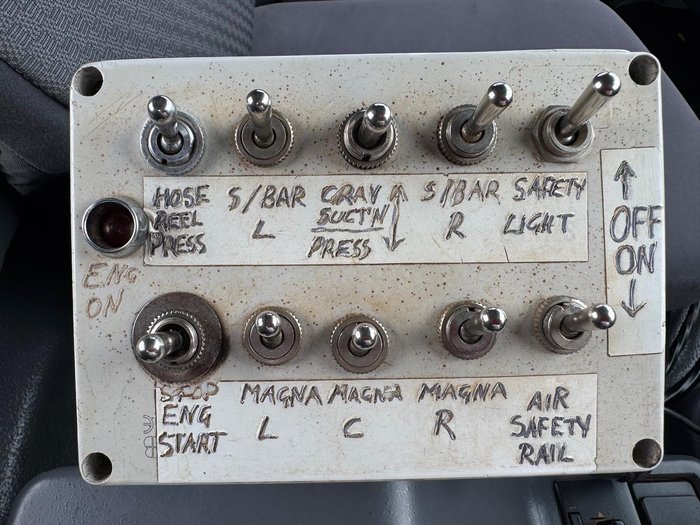 HOSE
REEL
PRESS
S/BAR
L
GRAV
SUCT'N
PRESS
S/BAR
R
SAFETY
LIGHT
OFF
ON
ENG
ON
STOP
ENG
START
MAGNA
L
MAGNA
C
MAGNA
R
AIR
SAFETY
RAIL